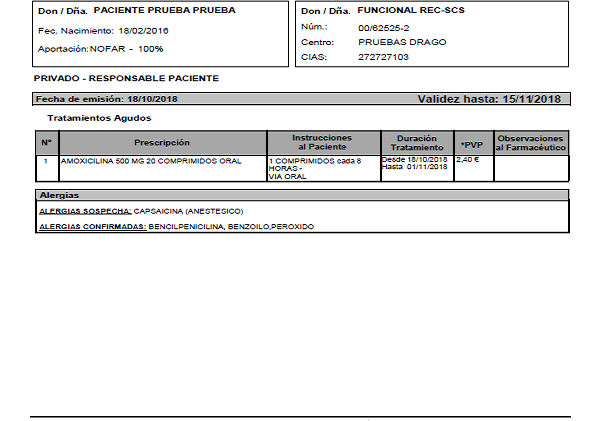 Don / Dña. PACIENTE PRUEBA PRUEBA
Fec. Nacimiento: 18/02/2016
Aportación: NOFAR - 100%
Don / Dña. FUNCIONAL REC-SCS
Núm.: 00/62525-2
Centro: PRUEBAS DRAGO
CIAS: 272727103
PRIVADO - RESPONSABLE PACIENTE
Fecha de emisión: 18/10/2018 Validez hasta: 15/11/2018
Tratamientos Agudos
Nº Prescripción Instrucciones al Paciente Duración Tratamiento *PVP Observaciones al Farmacéutico
1 AMOXICILINA 500 MG 20 COMPRIMIDOS ORAL 1 COMPRIMIDOS cada 8 HORAS - VIA ORAL Desde 18/10/2018 Hasta 01/11/2018 2,40 €
Alergias
ALERGIAS SOSPECHA: CAPSAICINA (ANESTESICO)
ALERGIAS CONFIRMADAS: BENCILPENICILINA, BENZOILO,PEROXIDO